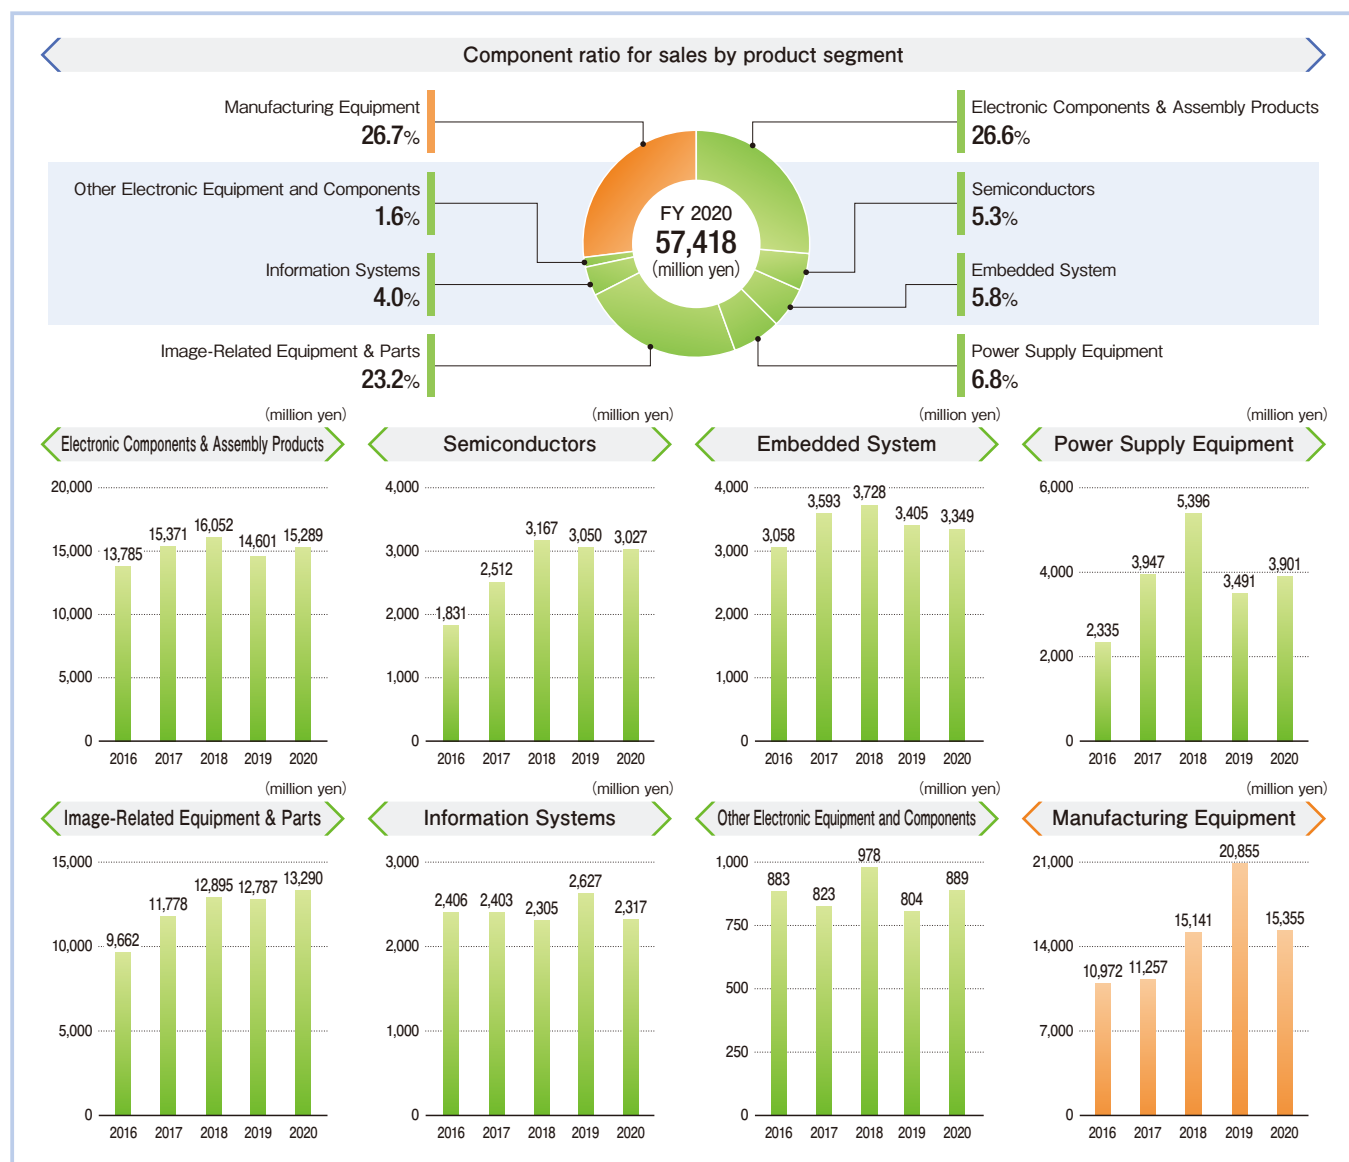 Component ratio for sales by product segment
Manufacturing Equipment
26.7%
Other Electronic Equipment and Components
1.6%
Information Systems
4.0%
Image-Related Equipment & Parts
23.2%
FY 2020
57,418
(million yen)
Electronic Components & Assembly Products
26.6%
Semiconductors
5.3%
Embedded System
5.8%
Power Supply Equipment
6.8%
(million yen)
Electronic Components & Assembly Products
20,000
15,000
10,000
5,000
0
13,785
15,371
16,052
14,601
15,289
2016 2017 2018 2019 2020
(million yen)
Semiconductors
4,000
3,000
2,000
1,000
0
1,831
2,512
3,167
3,050
3,027
2016 2017 2018 2019 2020
(million yen)
Embedded System
4,000
3,000
2,000
1,000
0
3,058
3,593
3,728
3,405
3,349
2016 2017 2018 2019 2020
(million yen)
Power Supply Equipment
6,000
4,000
2,000
0
2,335
3,947
5,396
3,491
3,901
2016 2017 2018 2019 2020
(million yen)
Image-Related Equipment & Parts
15,000
10,000
5,000
0
9,662
11,778
12,895
12,787
13,290
2016 2017 2018 2019 2020
(million yen)
Information Systems
3,000
2,000
1,000
0
2,406
2,403
2,305
2,627
2,317
2016 2017 2018 2019 2020
(million yen)
Other Electronic Equipment and Components
1,000
750
500
250
0
883
823
978
804
889
2016 2017 2018 2019 2020
(million yen)
Manufacturing Equipment
21,000
14,000
7,000
0
10,972
11,257
15,141
20,855
15,355
2016 2017 2018 2019 2020